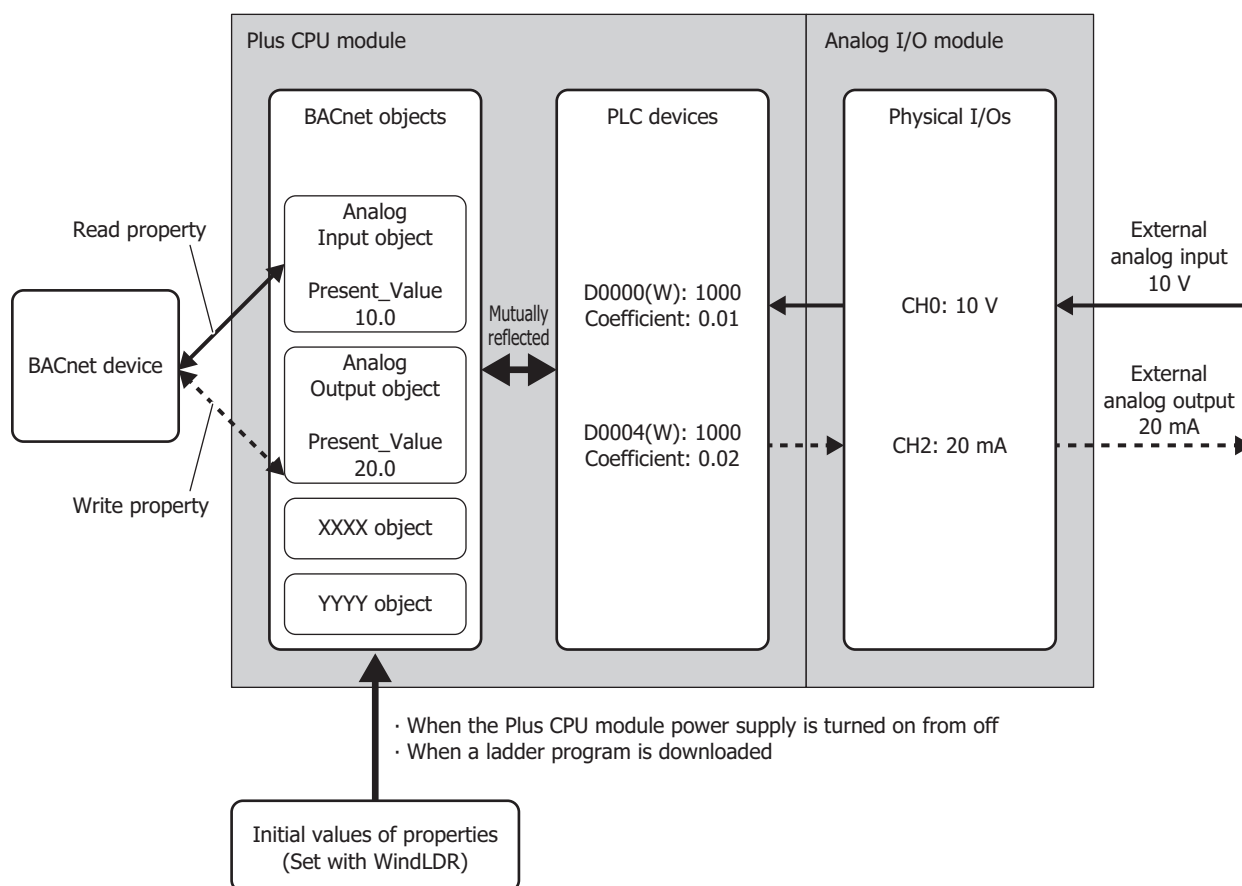 Plus CPU module
Analog I/O module
BACnet objects
PLC devices
Physical I/Os
Analog
Input object
Present_Value
10.0
Read property
BACnet device
Write property
Analog
Output object
Present_Value
20.0
XXXX object
YYYY object
Mutually
reflected
D0000(W): 1000
Coefficient: 0.01
D0004(W): 1000
Coefficient: 0.02
CH0: 10 V
CH2: 20 mA
External
analog input
10 V
External
analog output
20 mA
· When the Plus CPU module power supply is turned on from off
· When a ladder program is downloaded
Initial values of properties
(Set with WindLDR)